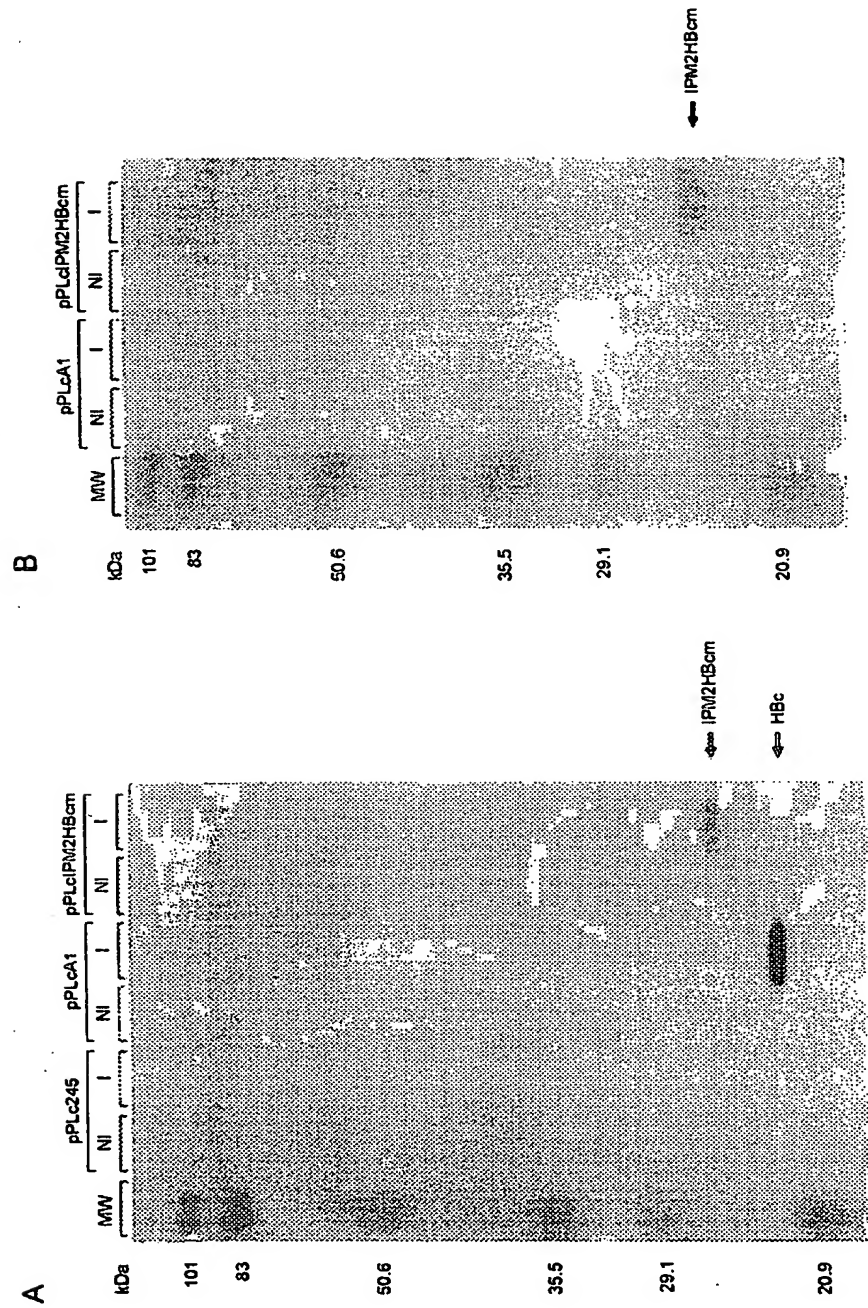 A
kDa
101
83
50.6
35.5
29.1
20.9
MW
pPLc245
NI
I
pPLcA1
NI
I
pPLcIPM2HBcm
NI
I
IPM2HBcm
HBc
B
kDa
101
83
50.6
35.5
29.1
20.9
MW
pPLcA1
NI
I
pPLcIPM2HBcm
NI
I
IPM2HBcm